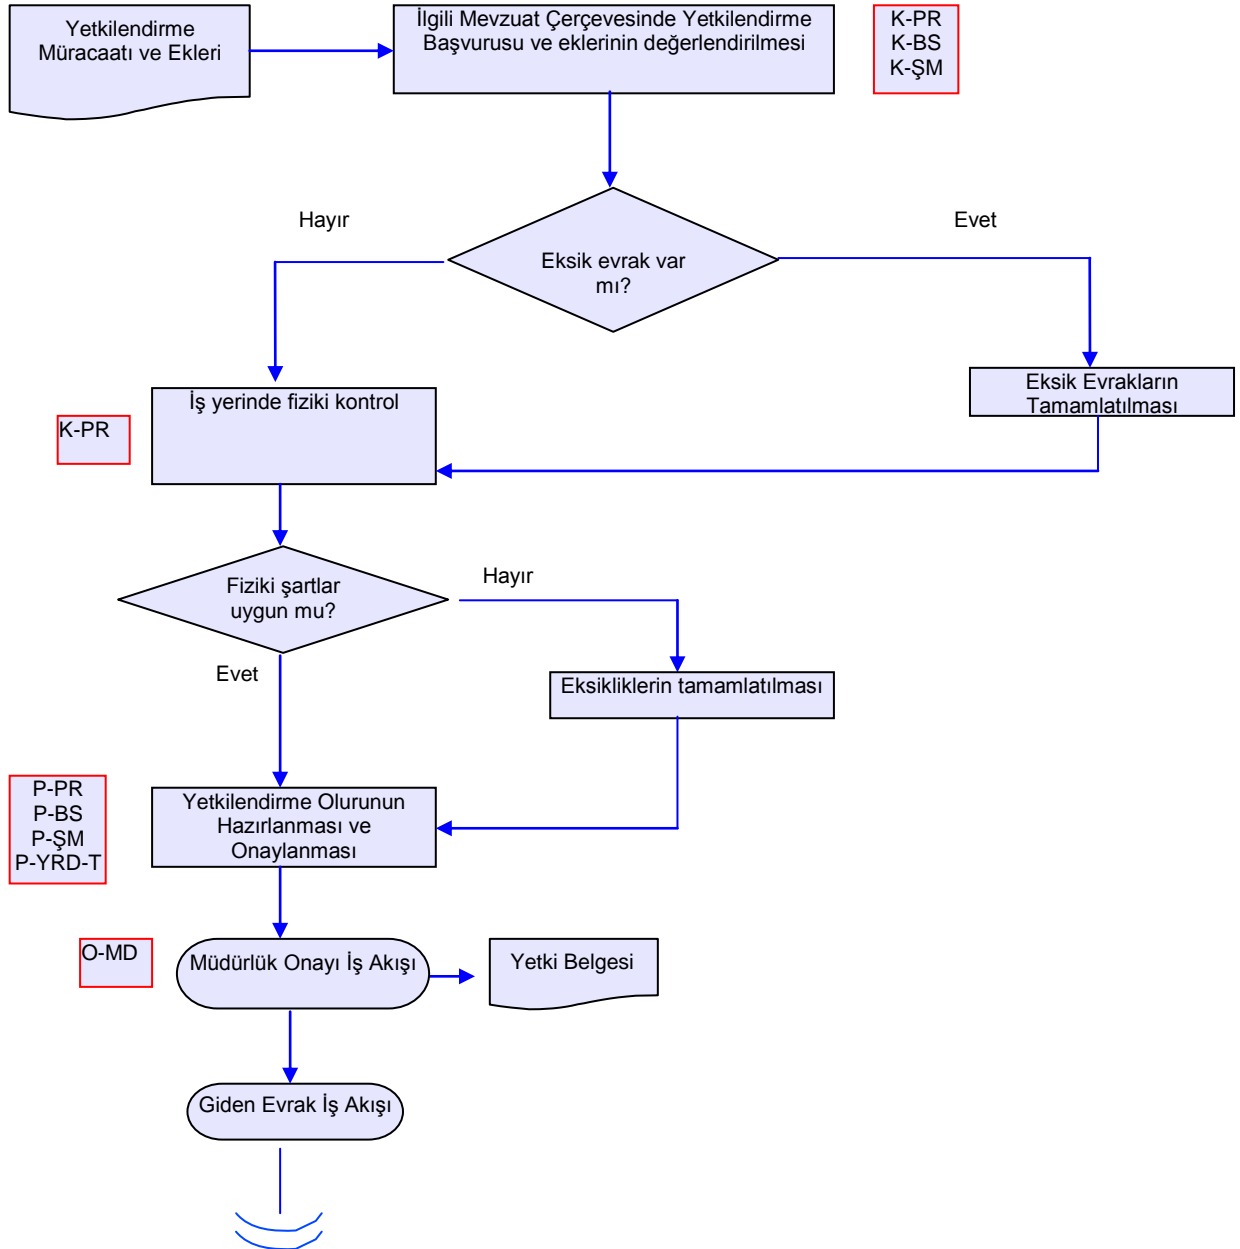 Yetkilendirme
Müracaatı ve Ekleri
İlgili Mevzuat Çerçevesinde Yetkilendirme
Başvurusu ve eklerinin değerlendirilmesi
K-PR
K-BS
K-ŞM
Hayır
Evet
Eksik evrak var
mı?
Eksik Evrakların
Tamamlatılması
İş yerinde fiziki kontrol
K-PR
Fiziki şartlar
uygun mu?
Hayır
Evet
Eksikliklerin tamamlatılması
P-PR
P-BS
P-ŞM
P-YRD-T
Yetkilendirme Olurunun
Hazırlanması ve
Onaylanması
O-MD
Müdürlük Onayı İş Akışı
Yetki Belgesi
Giden Evrak İş Akışı